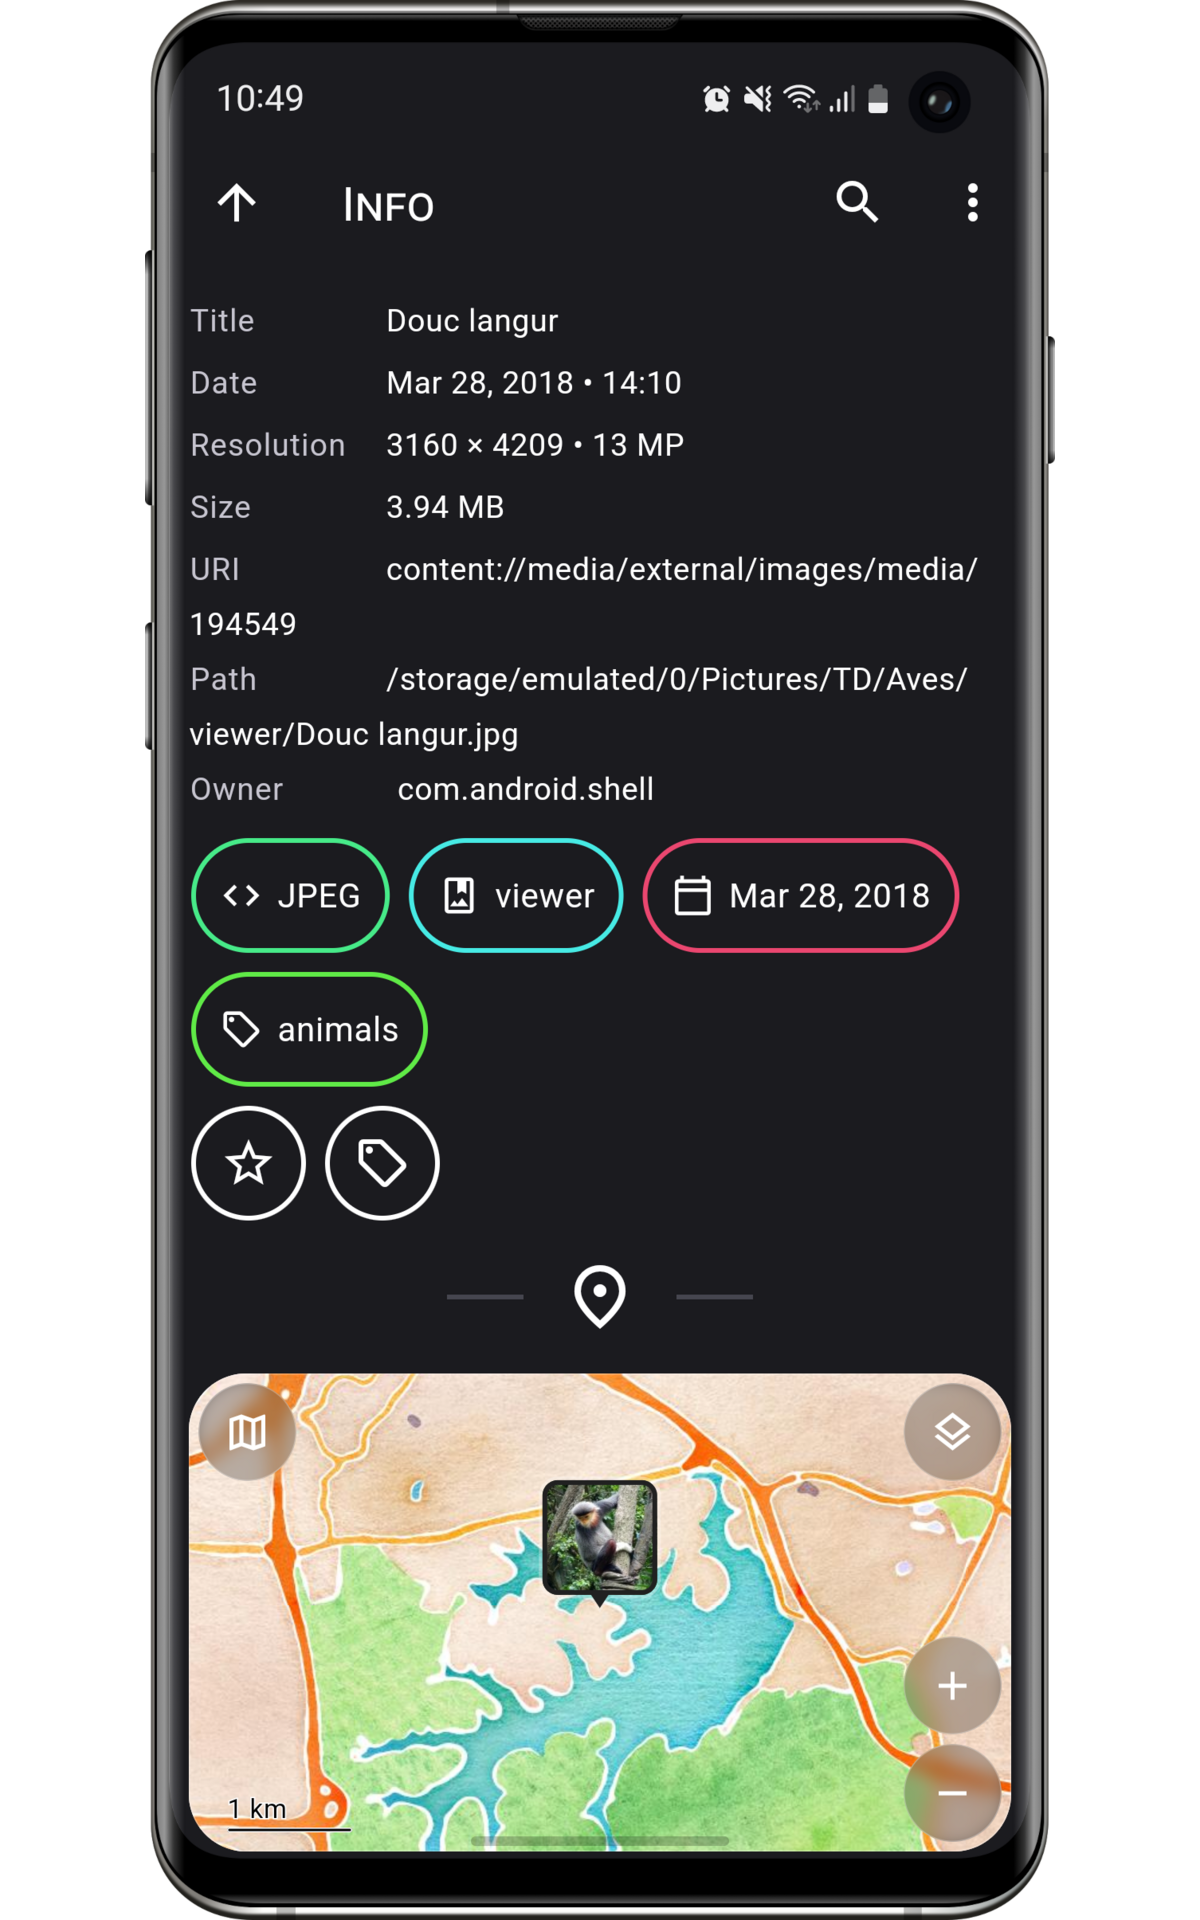 10:49
INFO
Title Douc langur
Date Mar 28, 2018 • 14:10
Resolution 3160 × 4209 • 13 MP
Size 3.94 MB
URI content://media/external/images/media/
194549
Path /storage/emulated/0/Pictures/TD/Aves/
viewer/Douc langur.jpg
Owner com.android.shell
JPEG viewer Mar 28, 2018
animals
1 km